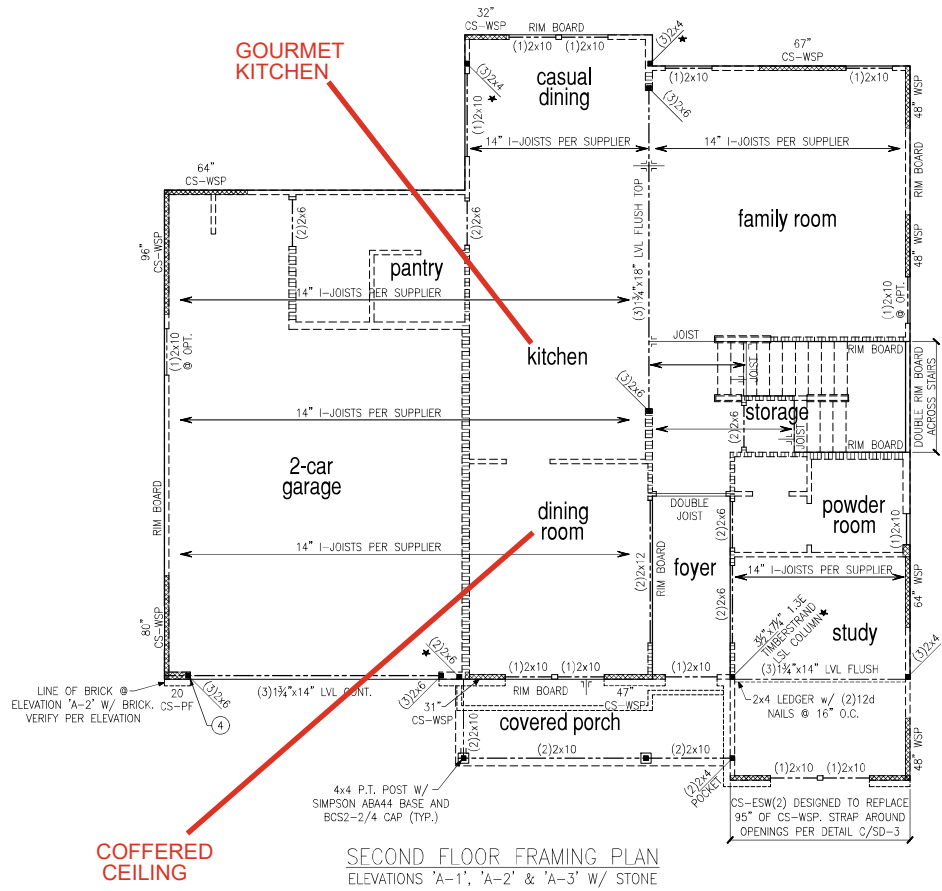 32"
CS-WSP
RIM BOARD
(1)2x10 (1)2x10
(3)2x4
★
GOURMET
KITCHEN
67"
CS-WSP
(1)2x10
(1)2x10
casual
dining
(3)2x4
★
(1)2x10
(3)2x6
48" WSP
14" I-JOISTS PER SUPPLIER
14" I-JOISTS PER SUPPLIER
RIM BOARD
64"
CS-WSP
(2)2x6
(2)2x6
(3)1¾"x18" LVL FLUSH TOP
family room
48" WSP
96"
CS-WSP
pantry
14" I-JOISTS PER SUPPLIER
(1)2x10
@ OPT.
(1)2x10
@ OPT.
kitchen
JOIST
RIM BOARD
JOIST
DOUBLE RIM BOARD
ACROSS STAIRS
(3)2x6
storage
14" I-JOISTS PER SUPPLIER
(2)2x6
JOIST
RIM BOARD
2-car
garage
RIM BOARD
dining
room
DOUBLE
JOIST
powder
room
(2)2x6
(1)2x10
14" I-JOISTS PER SUPPLIER
(2)2x12
RIM BOARD
foyer
14" I-JOISTS PER SUPPLIER
(2)2x6
64" WSP
80"
CS-WSP
3½"x7¼" 1.3E
TIMBERSTRAND
LSL COLUMN★
study
(2)2x6
★
(1)2x10 (1)2x10
(1)2x10
(3)1¾"x14" LVL FLUSH
(3)2x4
LINE OF BRICK @
ELEVATION 'A-2' W/ BRICK.
VERIFY PER ELEVATION
20
CS-PF
(3)2x6
4
(3)1¾"x14" LVL CONT.
(3)2x6
31"
CS-WSP
RIM BOARD
47"
CS-WSP
2x4 LEDGER w/ (2)12d
NAILS @ 16" O.C.
(2)2x10
covered porch
(2)2x10
(2)2x10
48" WSP
4x4 P.T. POST W/
SIMPSON ABA44 BASE AND
BCS2-2/4 CAP (TYP.)
(2)2x4
POCKET
(1)2x10
(1)2x10
CS-ESW(2) DESIGNED TO REPLACE
95" OF CS-WSP. STRAP AROUND
OPENINGS PER DETAIL C/SD-3
COFFERED
CEILING
SECOND FLOOR FRAMING PLAN
ELEVATIONS 'A-1', 'A-2' & 'A-3' W/ STONE